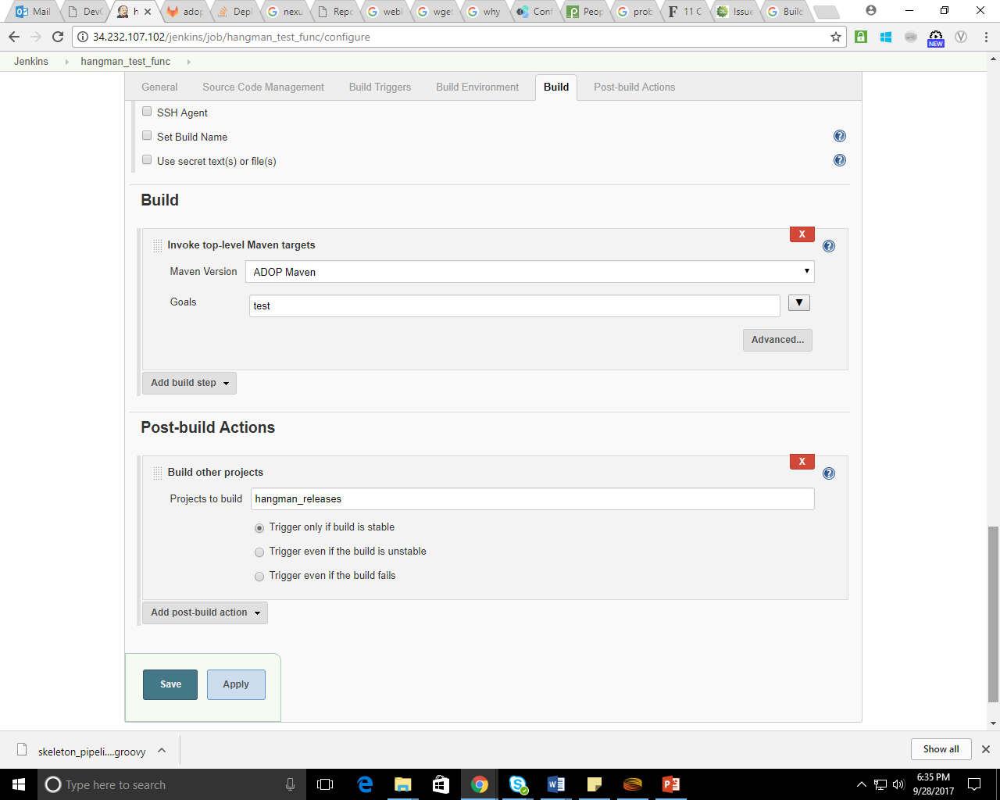 Mail
DevO
h
adop
Depl
nexu
Repo
web
wge
why
Conf
Peop
prob
11 C
Issue
Build
34.232.107.102/jenkins/job/hangman_test_func/configure
NEW
Jenkins
hangman_test_func
General
Source Code Management
Build Triggers
Build Environment
Build
Post-build Actions
SSH Agent
Set Build Name
Use secret text(s) or file(s)
Build
X
Invoke top-level Maven targets
Maven Version
ADOP Maven
Goals
test
Advanced...
Add build step
Post-build Actions
X
Build other projects
Projects to build
hangman_releases
Trigger only if build is stable
Trigger even if the build is unstable
Trigger even if the build fails
Add post-build action
Save
Apply
skeleton_pipeli....groovy
Show all
Type here to search
6:35 PM
9/28/2017